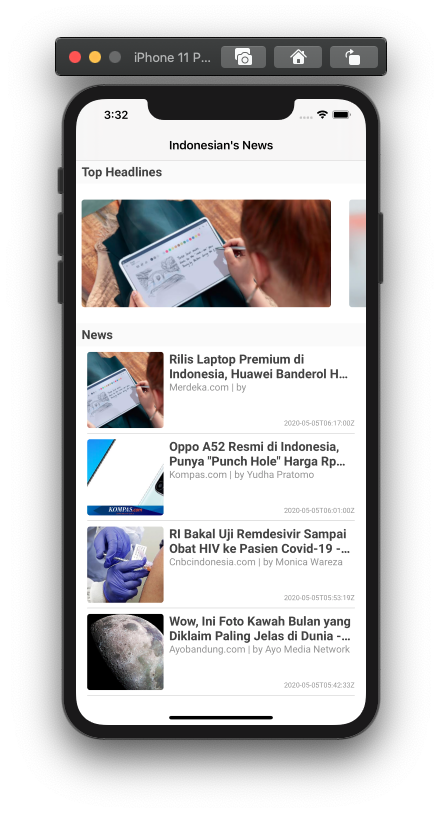 iPhone 11 P...
3:32
Indonesian's News
Top Headlines
News
Rilis Laptop Premium di
Indonesia, Huawei Banderol H...
Merdeka.com | by
2020-05-05T06:17:00Z
Oppo A52 Resmi di Indonesia,
Punya "Punch Hole" Harga Rp...
Kompas.com | by Yudha Pratomo
KOMPAS.com
2020-05-05T06:01:00Z
RI Bakal Uji Remdesivir Sampai
Obat HIV ke Pasien Covid-19 -...
Cnbcindonesia.com | by Monica Wareza
2020-05-05T05:53:19Z
Wow, Ini Foto Kawah Bulan yang
Diklaim Paling Jelas di Dunia -...
Ayobandung.com | by Ayo Media Network
2020-05-05T05:42:33Z